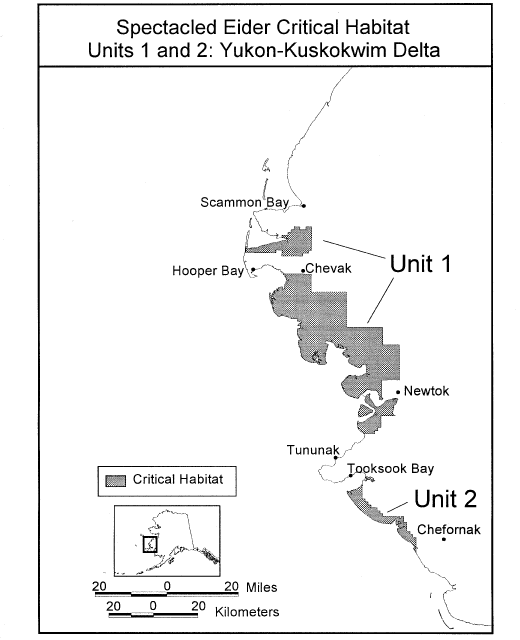 Spectacled Eider Critical Habitat
Units 1 and 2: Yukon-Kuskokwim Delta
Scammon Bay
Unit 1
Hooper Bay
Chevak
Newtok
Tununak
Tooksook Bay
Critical Habitat
Unit 2
Chefornak
20 0 20 Miles
20 0 20 Kilometers